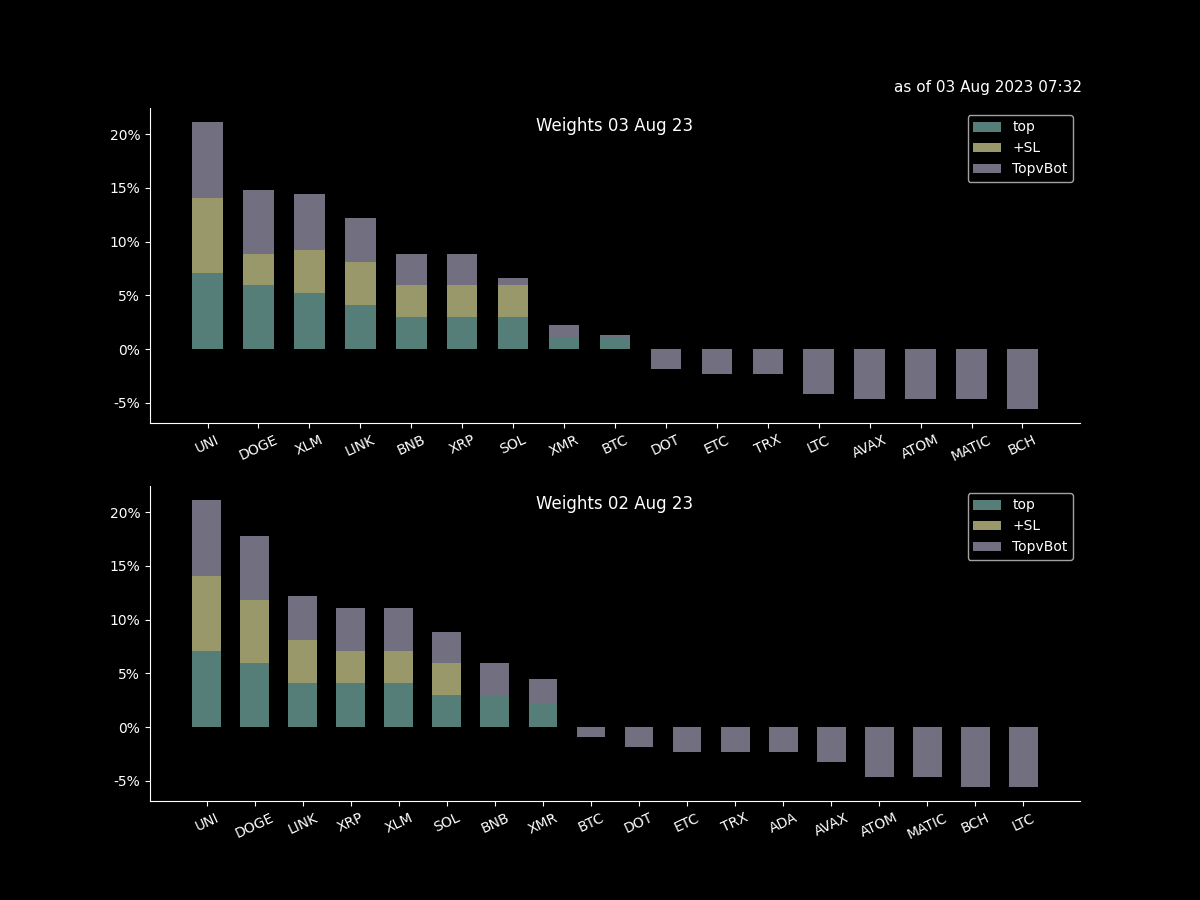 as of 03 Aug 2023 07:32
Weights 03 Aug 23
top
+SL
TopvBot
20%
15%
10%
5%
0%
-5%
UNI DOGE XLM LINK BNB XRP SOL XMR BTC DOT ETC TRX LTC AVAX ATOM MATIC BCH
Weights 02 Aug 23
top
+SL
TopvBot
20%
15%
10%
5%
0%
-5%
UNI DOGE LINK XRP XLM SOL BNB XMR BTC DOT ETC TRX ADA AVAX ATOM MATIC BCH LTC